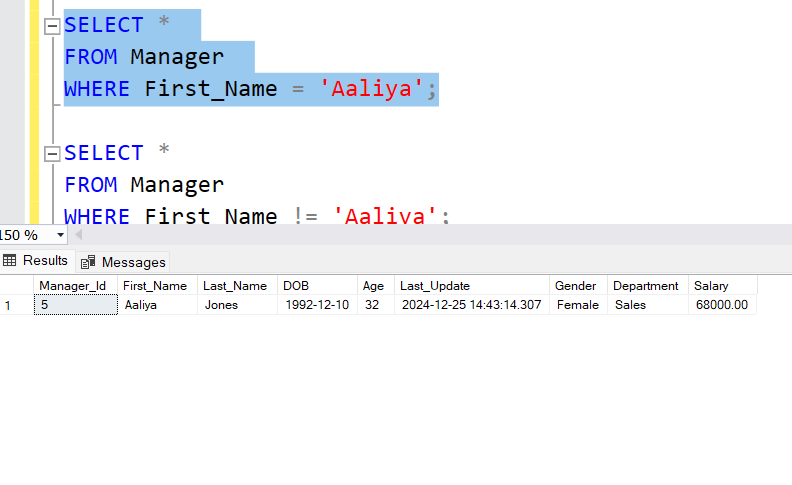 SELECT *
FROM Manager
WHERE First_Name = 'Aaliya';
SELECT *
FROM Manager
WHERE First_Name != 'Aaliya';
150 %
Results Messages
Manager_Id First_Name Last_Name DOB Age Last_Update Gender Department Salary
1 5 Aaliya Jones 1992-12-10 32 2024-12-25 14:43:14.307 Female Sales 68000.00